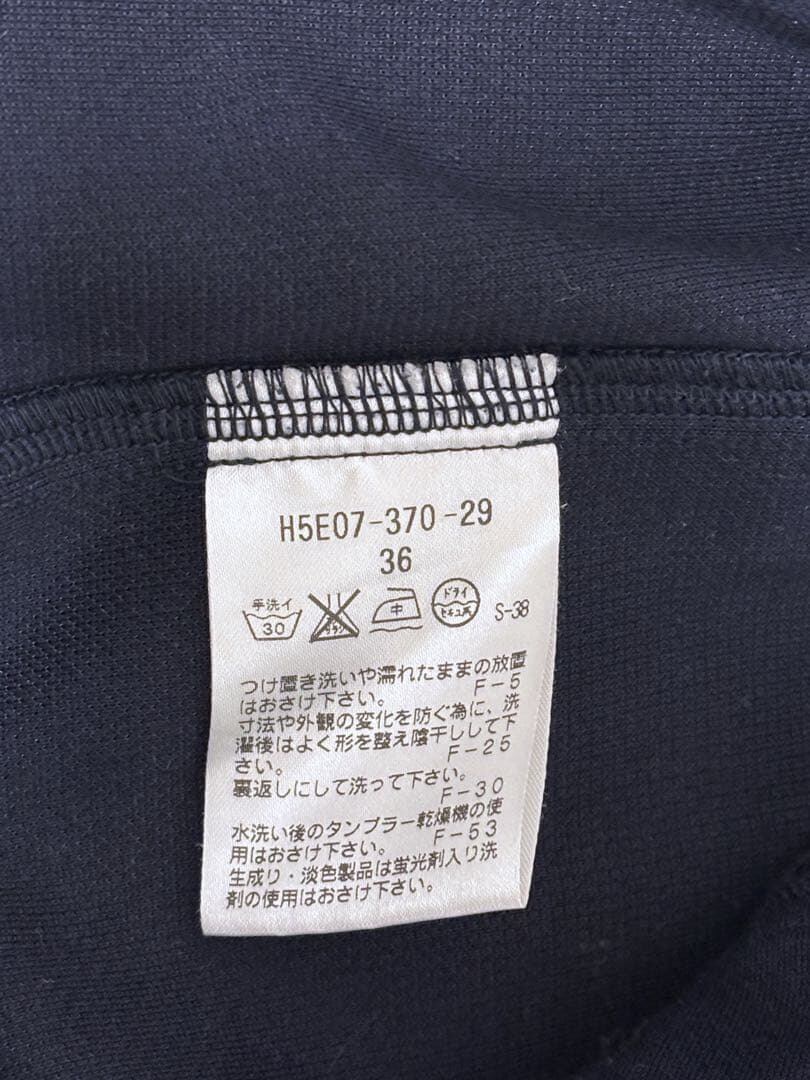 H5E07-370-29
36
手洗イ
30
中
ドライ
セキユ系
S-38
つけ置き洗いや濡れたままの放置
はおさけ下さい。 F-5
寸法や外観の変化を防ぐ為に、洗
濯後はよく形を整え陰干しして下
さい。 F-25
裏返しにして洗って下さい。
F-30
水洗い後のタンブラー乾燥機の使
用はおさけ下さい。 F-53
生成り・淡色製品は蛍光剤入り洗
剤の使用はおさけ下さい。